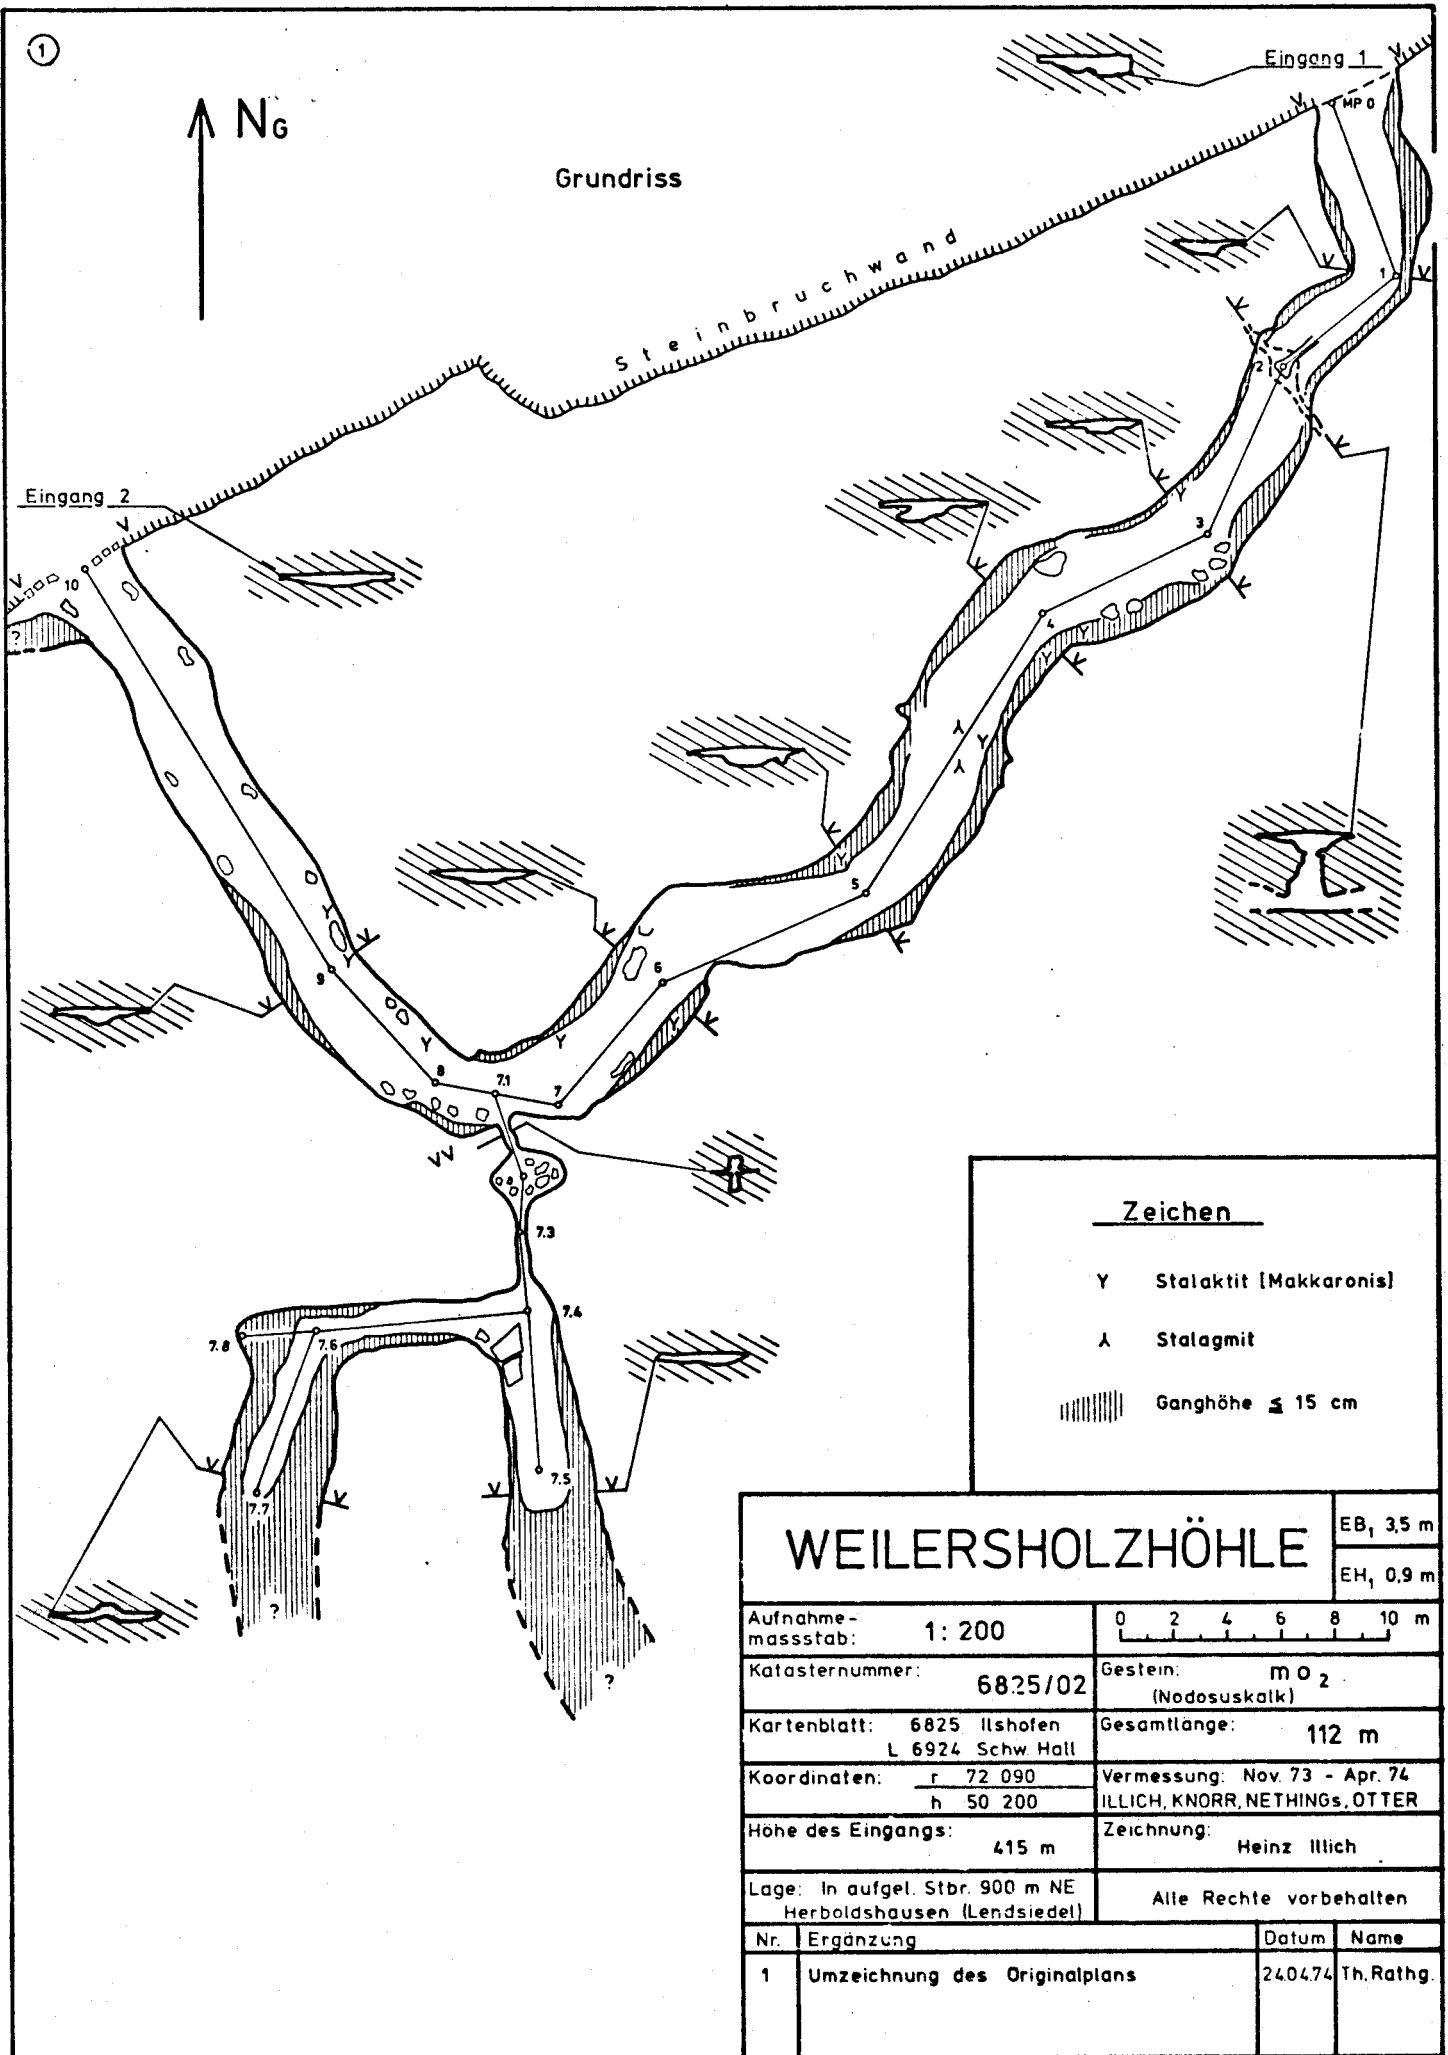 1
N G
Grundriss
Eingang 1
MP 0
1
Steinbruchwand
2
Eingang 2
3
10
?
4
5
6
9
8
7.1
7
7.3
7.4
7.8
7.6
7.5
7.7
?
?
Zeichen
Y Stalaktit [Makkaronis]
⅄ Stalagmit
Ganghöhe ≤ 15 cm
WEILERSHOLZHÖHLE
EB1 3,5 m
EH1 0,9 m
Aufnahme-
massstab: 1: 200
0 2 4 6 8 10 m
Katasternummer: 6825/02
Gestein: mo2
(Nodosuskalk)
Kartenblatt: 6825 Ilshofen
L 6924 Schw. Hall
Gesamtlänge: 112 m
Koordinaten: r 72 090
h 50 200
Vermessung: Nov. 73 - Apr. 74
ILLICH, KNORR, NETHINGs, OTTER
Höhe des Eingangs: 415 m
Zeichnung: Heinz Illich
Lage: In aufgel. Stbr. 900 m NE
Herboldshausen (Lendsiedel)
Alle Rechte vorbehalten
Nr. Ergänzung Datum Name
1 Umzeichnung des Originalplans 24.04.74 Th. Rathg.